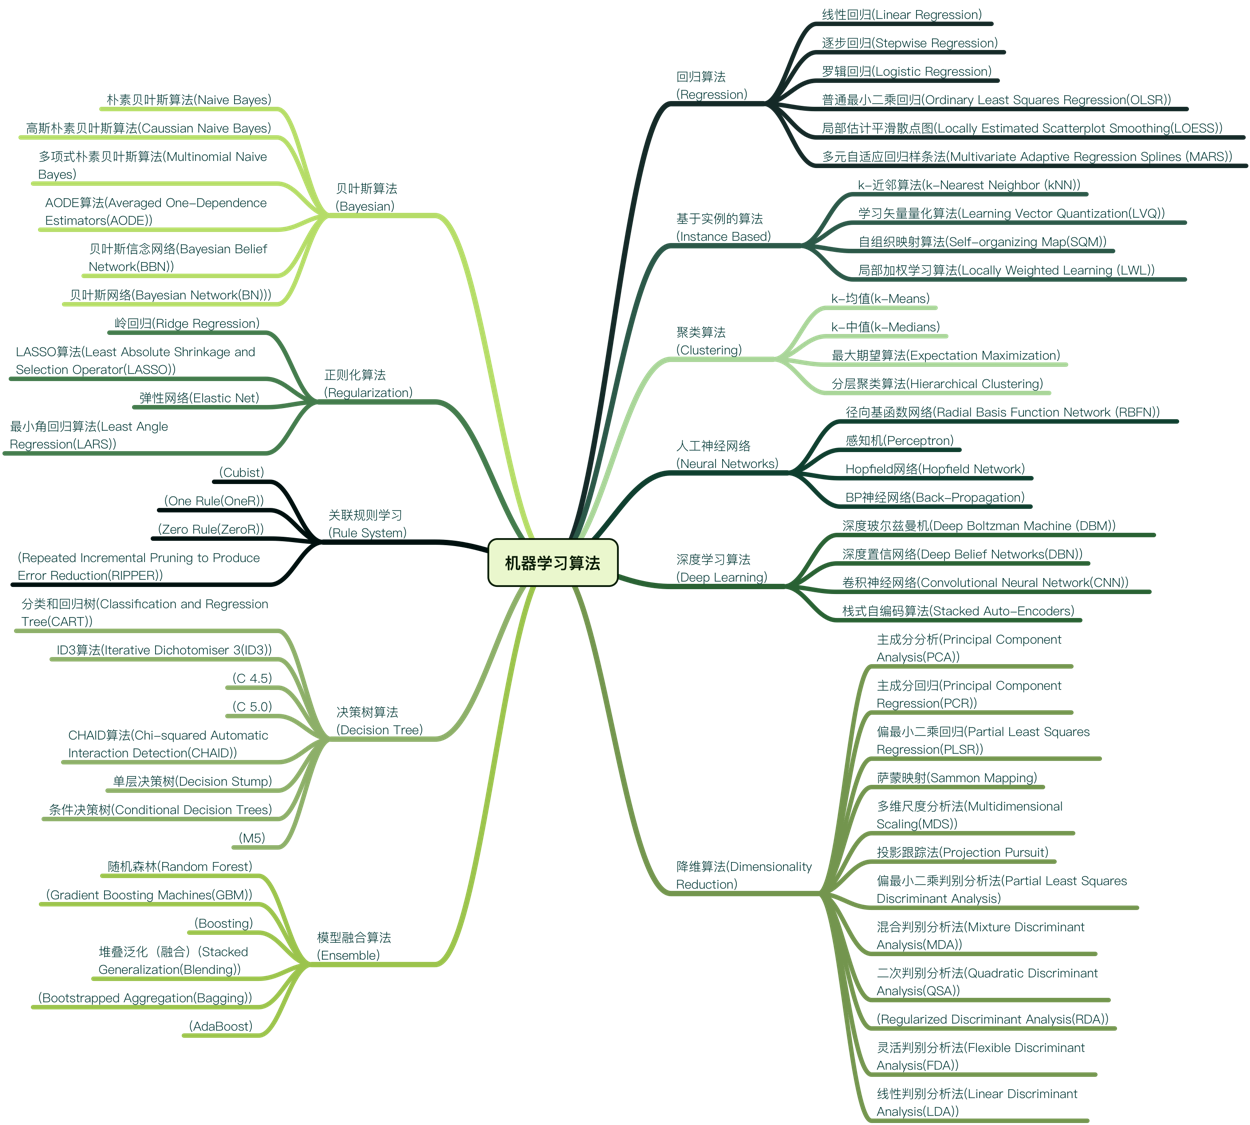 机器学习算法
回归算法
(Regression)
线性回归(Linear Regression)
逐步回归(Stepwise Regression)
罗辑回归(Logistic Regression)
普通最小二乘回归(Ordinary Least Squares Regression(OLSR))
局部估计平滑散点图(Locally Estimated Scatterplot Smoothing(LOESS))
多元自适应回归样条法(Multivariate Adaptive Regression Splines (MARS))
基于实例的算法
(Instance Based)
k-近邻算法(k-Nearest Neighbor (kNN))
学习矢量量化算法(Learning Vector Quantization(LVQ))
自组织映射算法(Self-organizing Map(SQM))
局部加权学习算法(Locally Weighted Learning (LWL))
聚类算法
(Clustering)
k-均值(k-Means)
k-中值(k-Medians)
最大期望算法(Expectation Maximization)
分层聚类算法(Hierarchical Clustering)
人工神经网络
(Neural Networks)
径向基函数网络(Radial Basis Function Network (RBFN))
感知机(Perceptron)
Hopfield网络(Hopfield Network)
BP神经网络(Back-Propagation)
深度学习算法
(Deep Learning)
深度玻尔兹曼机(Deep Boltzman Machine (DBM))
深度置信网络(Deep Belief Networks(DBN))
卷积神经网络(Convolutional Neural Network(CNN))
栈式自编码算法(Stacked Auto-Encoders)
降维算法(Dimensionality
Reduction)
主成分分析(Principal Component
Analysis(PCA))
主成分回归(Principal Component
Regression(PCR))
偏最小二乘回归(Partial Least Squares
Regression(PLSR))
萨蒙映射(Sammon Mapping)
多维尺度分析法(Multidimensional
Scaling(MDS))
投影跟踪法(Projection Pursuit)
偏最小二乘判别分析法(Partial Least Squares
Discriminant Analysis)
混合判别分析法(Mixture Discriminant
Analysis(MDA))
二次判别分析法(Quadratic Discriminant
Analysis(QSA))
(Regularized Discriminant Analysis(RDA))
灵活判别分析法(Flexible Discriminant
Analysis(FDA))
线性判别分析法(Linear Discriminant
Analysis(LDA))
贝叶斯算法
(Bayesian)
朴素贝叶斯算法(Naive Bayes)
高斯朴素贝叶斯算法(Caussian Naive Bayes)
多项式朴素贝叶斯算法(Multinomial Naive
Bayes)
AODE算法(Averaged One-Dependence
Estimators(AODE))
贝叶斯信念网络(Bayesian Belief
Network(BBN))
贝叶斯网络(Bayesian Network(BN)))
正则化算法
(Regularization)
岭回归(Ridge Regression)
LASSO算法(Least Absolute Shrinkage and
Selection Operator(LASSO))
弹性网络(Elastic Net)
最小角回归算法(Least Angle
Regression(LARS))
关联规则学习
(Rule System)
(Cubist)
(One Rule(OneR))
(Zero Rule(ZeroR))
(Repeated Incremental Pruning to Produce
Error Reduction(RIPPER))
决策树算法
(Decision Tree)
分类和回归树(Classification and Regression
Tree(CART))
ID3算法(Iterative Dichotomiser 3(ID3))
(C 4.5)
(C 5.0)
CHAID算法(Chi-squared Automatic
Interaction Detection(CHAID))
单层决策树(Decision Stump)
条件决策树(Conditional Decision Trees)
(M5)
模型融合算法
(Ensemble)
随机森林(Random Forest)
(Gradient Boosting Machines(GBM))
(Boosting)
堆叠泛化（融合）(Stacked
Generalization(Blending))
(Bootstrapped Aggregation(Bagging))
(AdaBoost)